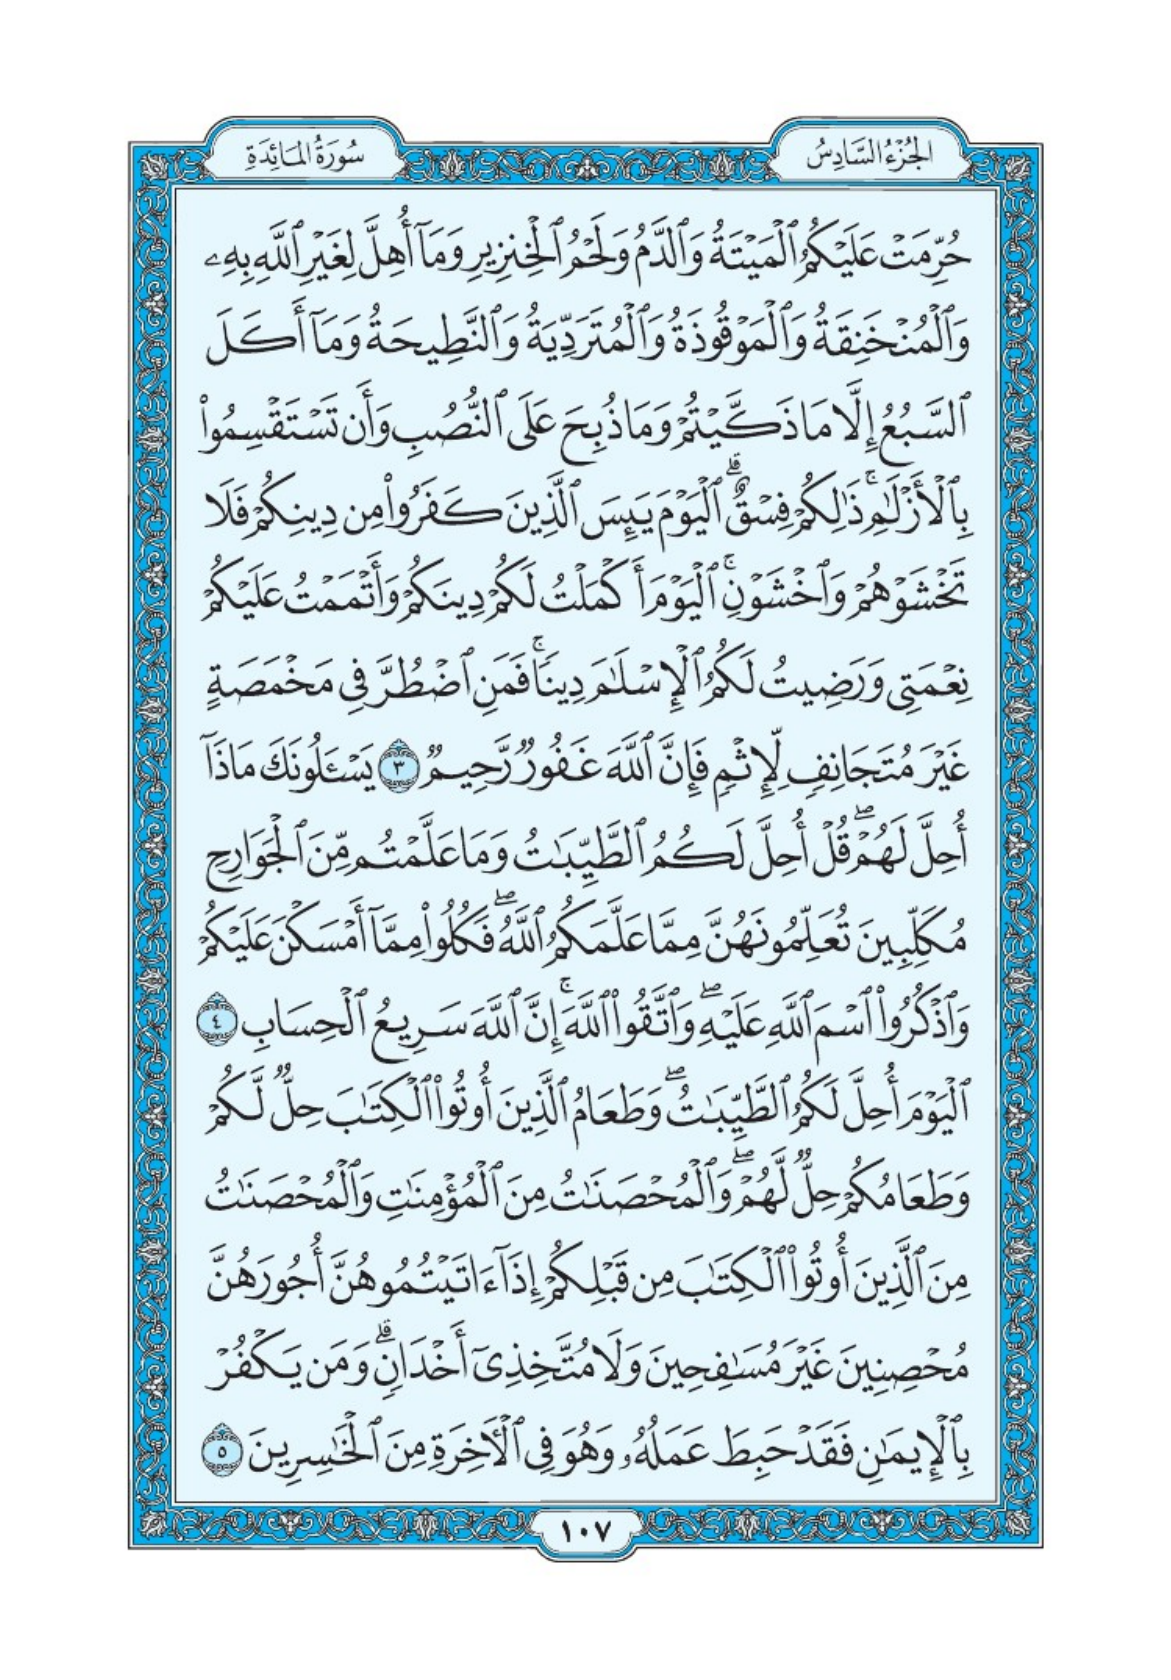 الجُزْءُ السَّادِسُ
سُورَةُ المَائِدَةِ
حُرِّمَتۡ عَلَيۡكُمُ ٱلۡمَيۡتَةُ وَٱلدَّمُ وَلَحۡمُ ٱلۡخِنزِيرِ وَمَآ أُهِلَّ لِغَيۡرِ ٱللَّهِ بِهِۦ
وَٱلۡمُنۡخَنِقَةُ وَٱلۡمَوۡقُوذَةُ وَٱلۡمُتَرَدِّيَةُ وَٱلنَّطِيحَةُ وَمَآ أَكَلَ
ٱلسَّبُعُ إِلَّا مَا ذَكَّيۡتُمۡ وَمَا ذُبِحَ عَلَى ٱلنُّصُبِ وَأَن تَسۡتَقۡسِمُواْ
بِٱلۡأَزۡلَٰمِۚ ذَٰلِكُمۡ فِسۡقٌۗ ٱلۡيَوۡمَ يَئِسَ ٱلَّذِينَ كَفَرُواْ مِن دِينِكُمۡ فَلَا
تَخۡشَوۡهُمۡ وَٱخۡشَوۡنِۚ ٱلۡيَوۡمَ أَكۡمَلۡتُ لَكُمۡ دِينَكُمۡ وَأَتۡمَمۡتُ عَلَيۡكُمۡ
نِعۡمَتِي وَرَضِيتُ لَكُمُ ٱلۡإِسۡلَٰمَ دِينٗاۚ فَمَنِ ٱضۡطُرَّ فِي مَخۡمَصَةٍ
غَيۡرَ مُتَجَانِفٖ لِّإِثۡمٖ فَإِنَّ ٱللَّهَ غَفُورٞ رَّحِيمٞ ٣ يَسۡـَٔلُونَكَ مَاذَآ
أُحِلَّ لَهُمۡۖ قُلۡ أُحِلَّ لَكُمُ ٱلطَّيِّبَٰتُ وَمَا عَلَّمۡتُم مِّنَ ٱلۡجَوَارِحِ
مُكَلِّبِينَ تُعَلِّمُونَهُنَّ مِمَّا عَلَّمَكُمُ ٱللَّهُۖ فَكُلُواْ مِمَّآ أَمۡسَكۡنَ عَلَيۡكُمۡ
وَٱذۡكُرُواْ ٱسۡمَ ٱللَّهِ عَلَيۡهِۖ وَٱتَّقُواْ ٱللَّهَۚ إِنَّ ٱللَّهَ سَرِيعُ ٱلۡحِسَابِ ٤
ٱلۡيَوۡمَ أُحِلَّ لَكُمُ ٱلطَّيِّبَٰتُۖ وَطَعَامُ ٱلَّذِينَ أُوتُواْ ٱلۡكِتَٰبَ حِلّٞ لَّكُمۡ
وَطَعَامُكُمۡ حِلّٞ لَّهُمۡۖ وَٱلۡمُحۡصَنَٰتُ مِنَ ٱلۡمُؤۡمِنَٰتِ وَٱلۡمُحۡصَنَٰتُ
مِنَ ٱلَّذِينَ أُوتُواْ ٱلۡكِتَٰبَ مِن قَبۡلِكُمۡ إِذَآ ءَاتَيۡتُمُوهُنَّ أُجُورَهُنَّ
مُحۡصِنِينَ غَيۡرَ مُسَٰفِحِينَ وَلَا مُتَّخِذِيٓ أَخۡدَانٖۗ وَمَن يَكۡفُرۡ
بِٱلۡإِيمَٰنِ فَقَدۡ حَبِطَ عَمَلُهُۥ وَهُوَ فِي ٱلۡأٓخِرَةِ مِنَ ٱلۡخَٰسِرِينَ ٥
١٠٧